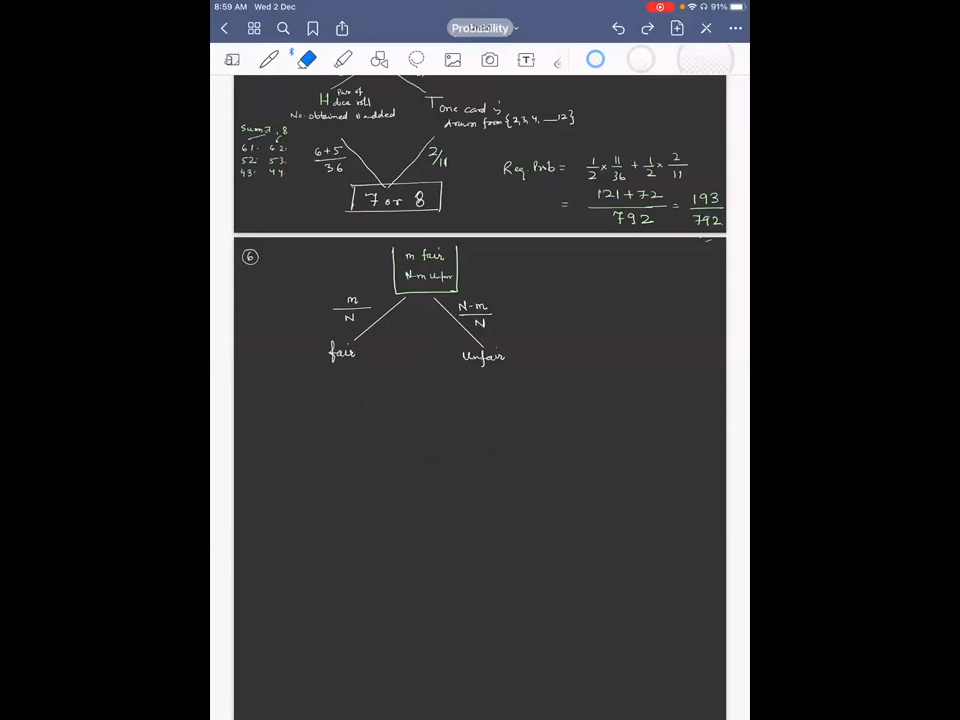 8:59 AM Wed 2 Dec
91%
Probability
H Pair of dice roll
No. obtained is added
T One card is
drawn from {2,3,4, __12}
Sum 7, 8
61. 62.
52. 53.
43. 44.
6+5
36
2/11
7 or 8
Req. Prob = 1/2 × 11/36 + 1/2 × 2/11
= 121+72 / 792 = 193/792
6
m fair
N-m Unfair
m/N
N-m/N
fair
Unfair